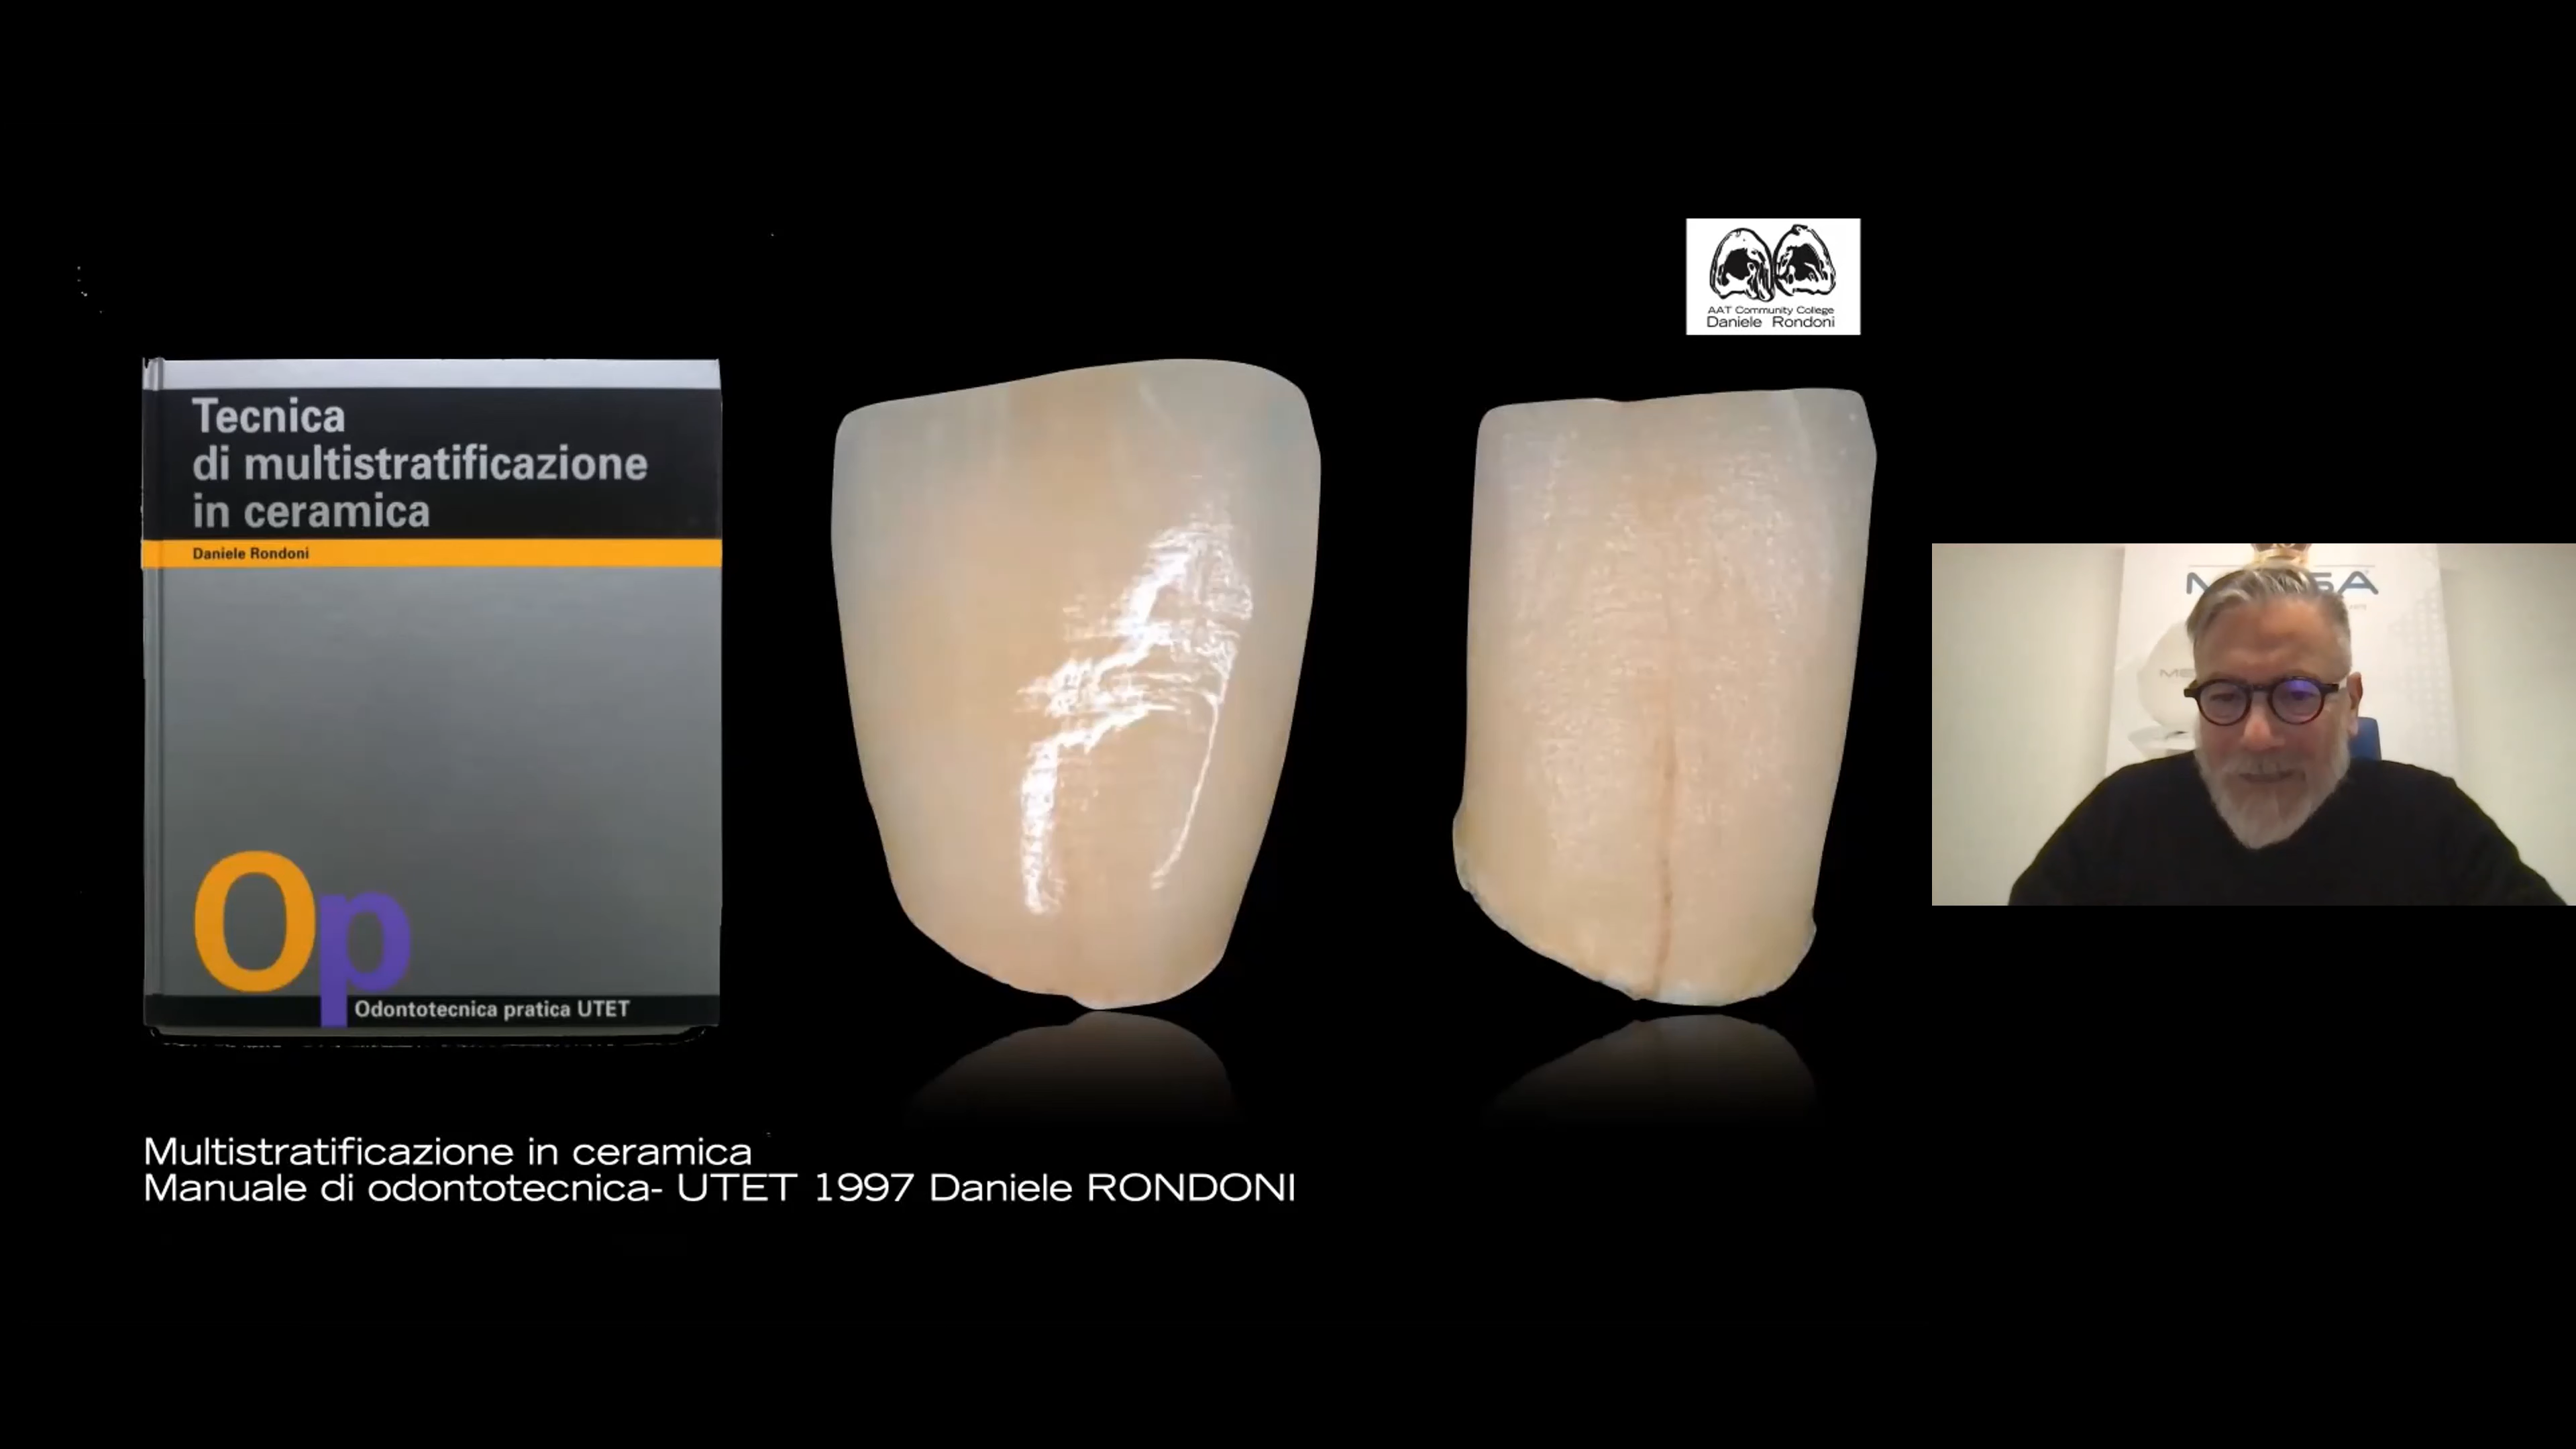 AAT Community College
Daniele Rondoni
Tecnica
di multistratificazione
in ceramica
Daniele Rondoni
Op
Odontotecnica pratica UTET
Multistratificazione in ceramica
Manuale di odontotecnica- UTET 1997 Daniele RONDONI